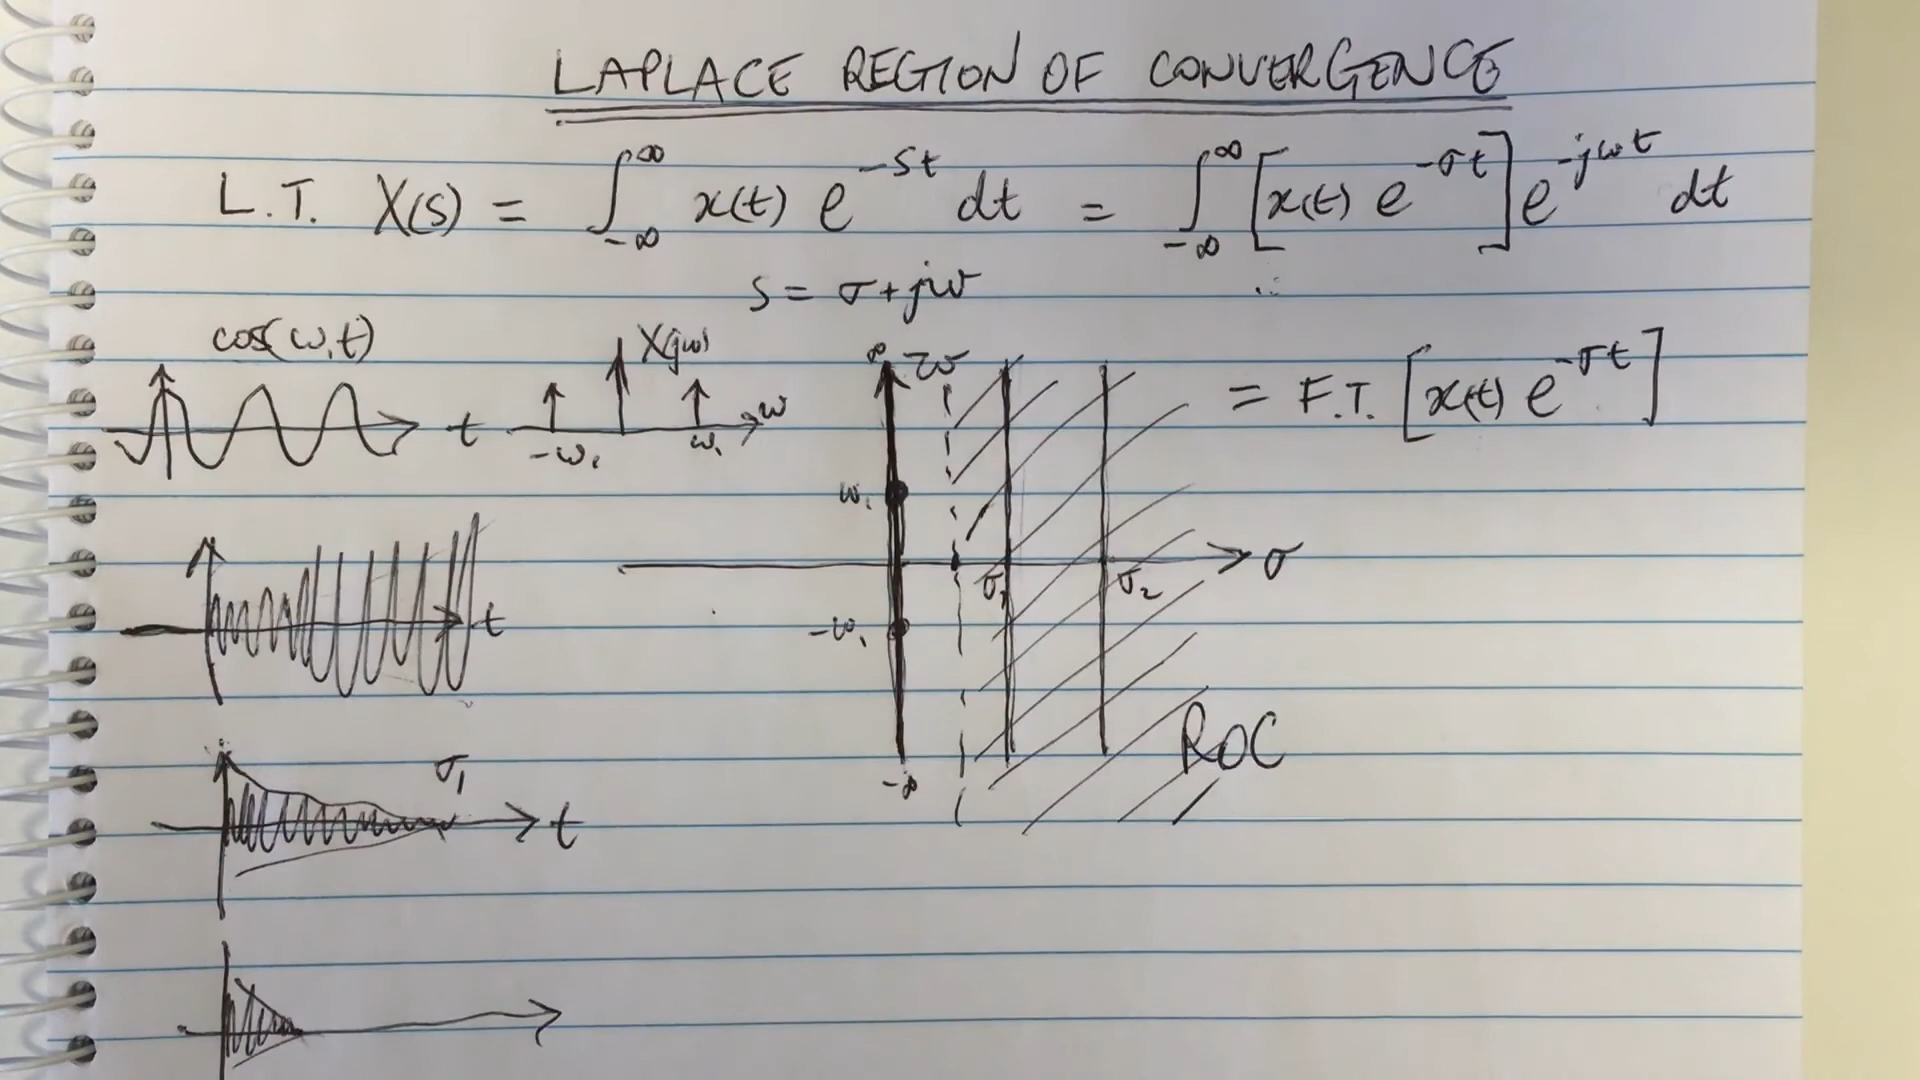 LAPLACE REGION OF CONVERGENCE
L.T. X(s) = ∫_{-∞}^{∞} x(t) e^{-st} dt = ∫_{-∞}^{∞} [x(t) e^{-σt}] e^{-jωt} dt
s = σ+jω
= F.T. [x(t) e^{-σt}]
cos(ω₁t)
t
X(jω)
-ω₁ ω₁ ω
∞
ω₁
-ω₁
-∞
σ₁ σ₂ σ
ROC
t
σ₁
t